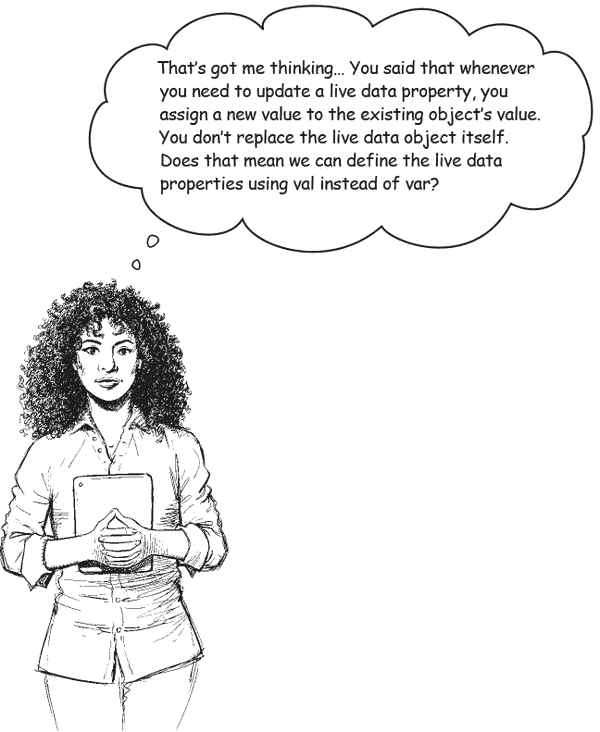 That's got me thinking... You said that whenever
you need to update a live data property, you
assign a new value to the existing object's value.
You don't replace the live data object itself.
Does that mean we can define the live data
properties using val instead of var?